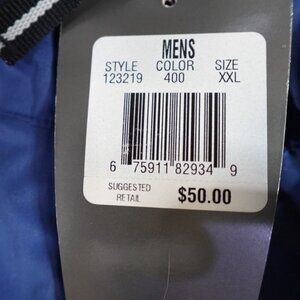 MENS
STYLE COLOR SIZE
123219 400 XXL
6 75911 82934 9
SUGGESTED
RETAIL $50.00